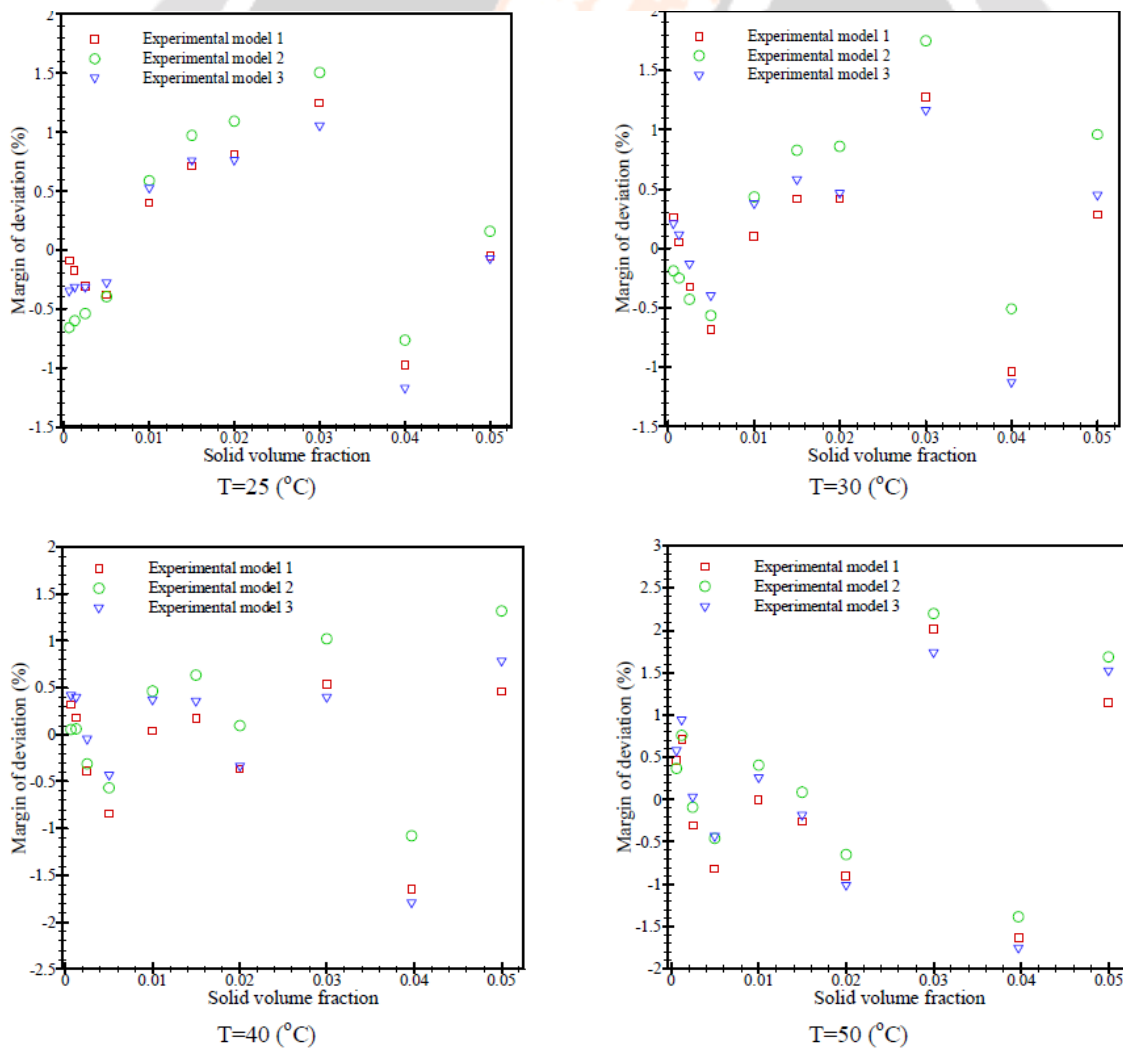 2
1.5
1
0.5
0
-0.5
-1
-1.5
Margin of deviation (%)
Experimental model 1
Experimental model 2
Experimental model 3
0 0.01 0.02 0.03 0.04 0.05
Solid volume fraction
T=25 (°C)
2
1.5
1
0.5
0
-0.5
-1
-1.5
Margin of deviation (%)
Experimental model 1
Experimental model 2
Experimental model 3
0 0.01 0.02 0.03 0.04 0.05
Solid volume fraction
T=30 (°C)
2
1.5
1
0.5
0
-0.5
-1
-1.5
-2
-2.5
Margin of deviation (%)
Experimental model 1
Experimental model 2
Experimental model 3
0 0.01 0.02 0.03 0.04 0.05
Solid volume fraction
T=40 (°C)
3
2.5
2
1.5
1
0.5
0
-0.5
-1
-1.5
-2
Margin of deviation (%)
Experimental model 1
Experimental model 2
Experimental model 3
0 0.01 0.02 0.03 0.04 0.05
Solid volume fraction
T=50 (°C)